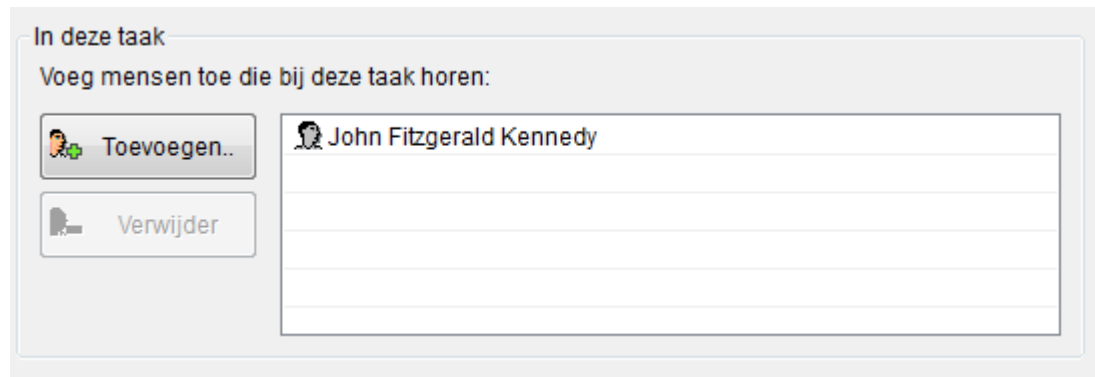 In deze taak
Voeg mensen toe die bij deze taak horen:
Toevoegen..
John Fitzgerald Kennedy
Verwijder